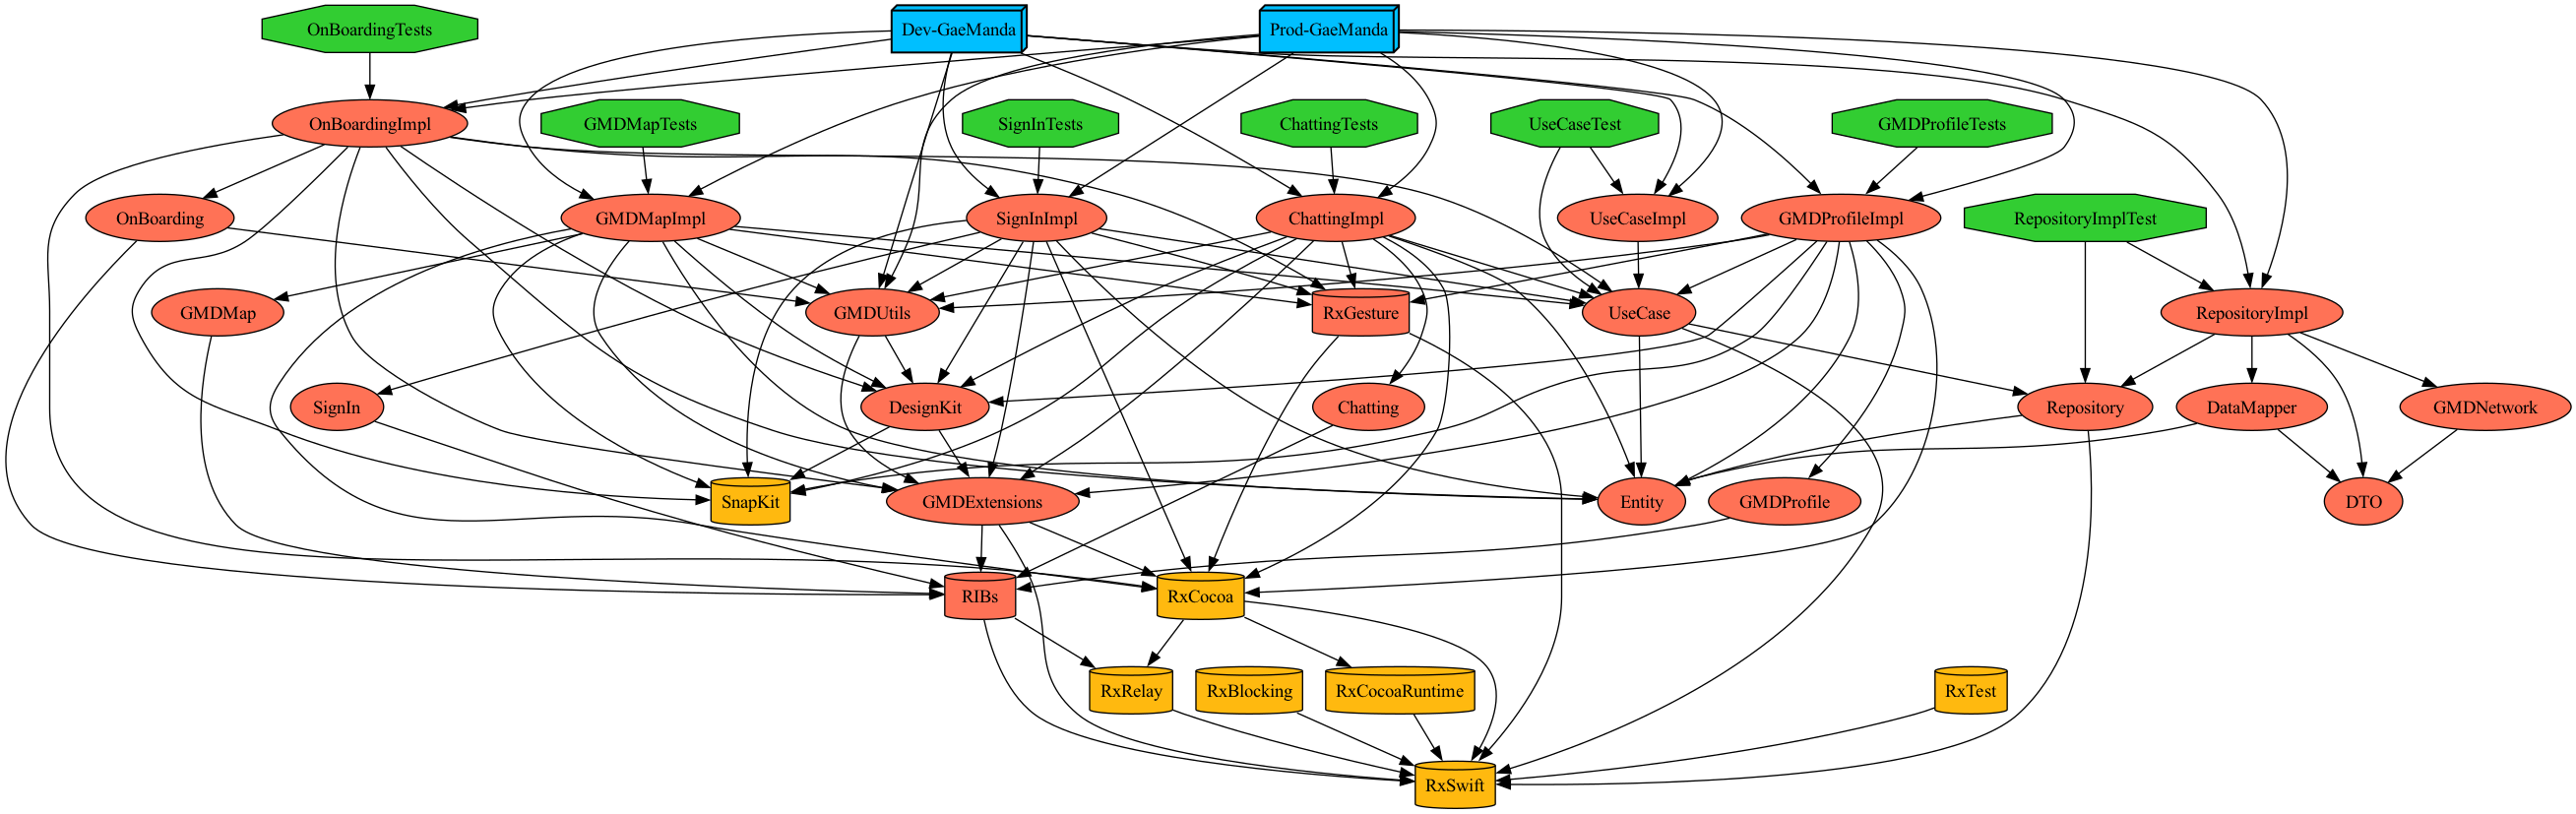 OnBoardingTests
Dev-GaeManda
Prod-GaeManda
OnBoardingImpl
GMDMapTests
SignInTests
ChattingTests
UseCaseTest
GMDProfileTests
OnBoarding
GMDMapImpl
SignInImpl
ChattingImpl
UseCaseImpl
GMDProfileImpl
RepositoryImplTest
GMDMap
GMDUtils
RxGesture
UseCase
RepositoryImpl
SignIn
DesignKit
Chatting
Repository
DataMapper
GMDNetwork
SnapKit
GMDExtensions
Entity
GMDProfile
DTO
RIBs
RxCocoa
RxRelay
RxBlocking
RxCocoaRuntime
RxTest
RxSwift